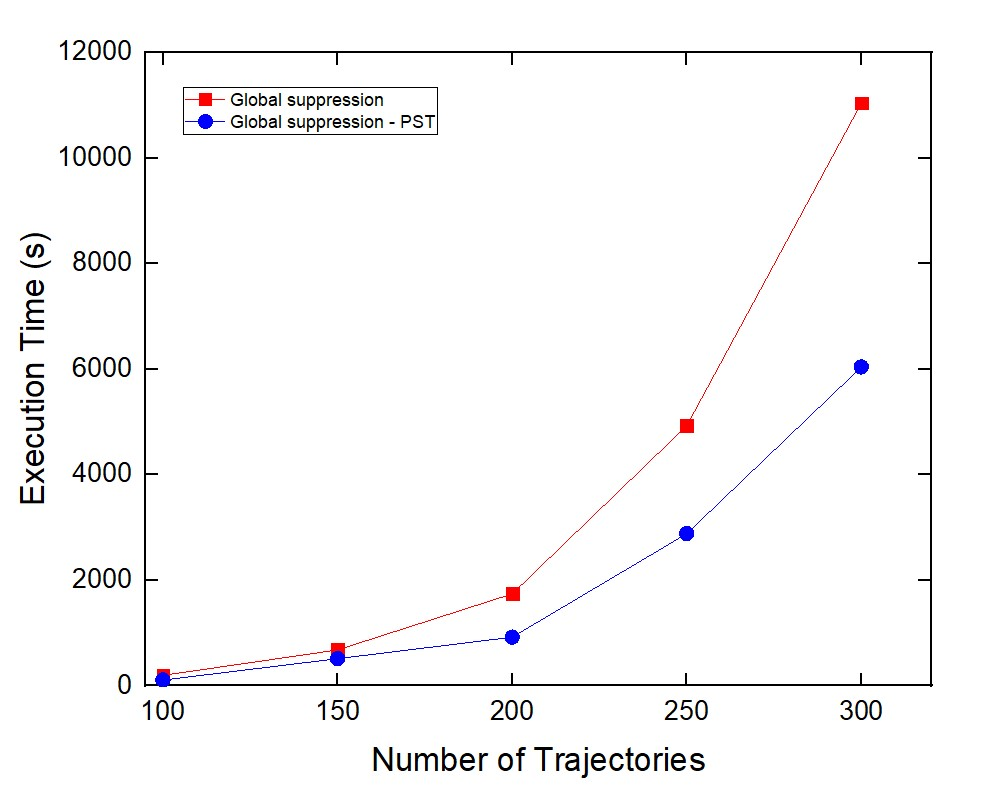 12000
10000
8000
6000
4000
2000
0
Execution Time (s)
Global suppression
Global suppression - PST
100 150 200 250 300
Number of Trajectories